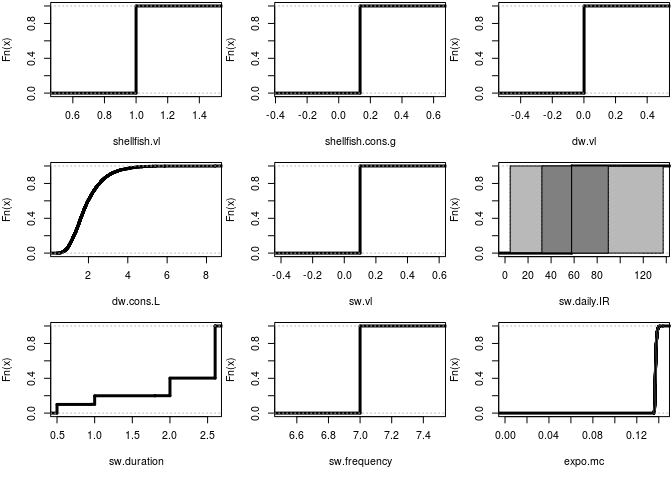 Fn(x)
0.0 0.4 0.8
0.6 0.8 1.0 1.2 1.4
shellfish.vl
Fn(x)
0.0 0.4 0.8
-0.4 -0.2 0.0 0.2 0.4 0.6
shellfish.cons.g
Fn(x)
0.0 0.4 0.8
-0.4 -0.2 0.0 0.2 0.4
dw.vl
Fn(x)
0.0 0.4 0.8
2 4 6 8
dw.cons.L
Fn(x)
0.0 0.4 0.8
-0.4 -0.2 0.0 0.2 0.4 0.6
sw.vl
Fn(x)
0.0 0.4 0.8
0 20 40 60 80 120
sw.daily.IR
Fn(x)
0.0 0.4 0.8
0.5 1.0 1.5 2.0 2.5
sw.duration
Fn(x)
0.0 0.4 0.8
6.6 6.8 7.0 7.2 7.4
sw.frequency
Fn(x)
0.0 0.4 0.8
0.00 0.04 0.08 0.12
expo.mc